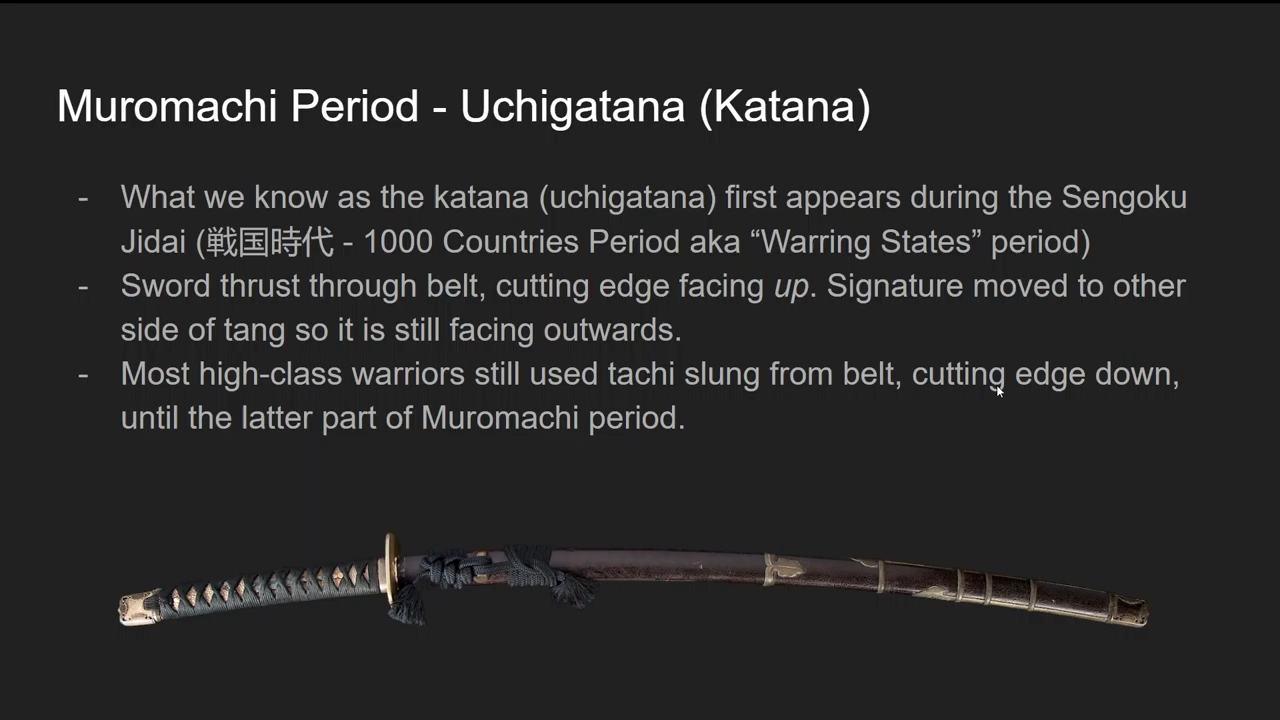 Muromachi Period - Uchigatana (Katana)
- What we know as the katana (uchigatana) first appears during the Sengoku
Jidai (戦国時代 - 1000 Countries Period aka “Warring States” period)
- Sword thrust through belt, cutting edge facing up. Signature moved to other
side of tang so it is still facing outwards.
- Most high-class warriors still used tachi slung from belt, cutting edge down,
until the latter part of Muromachi period.